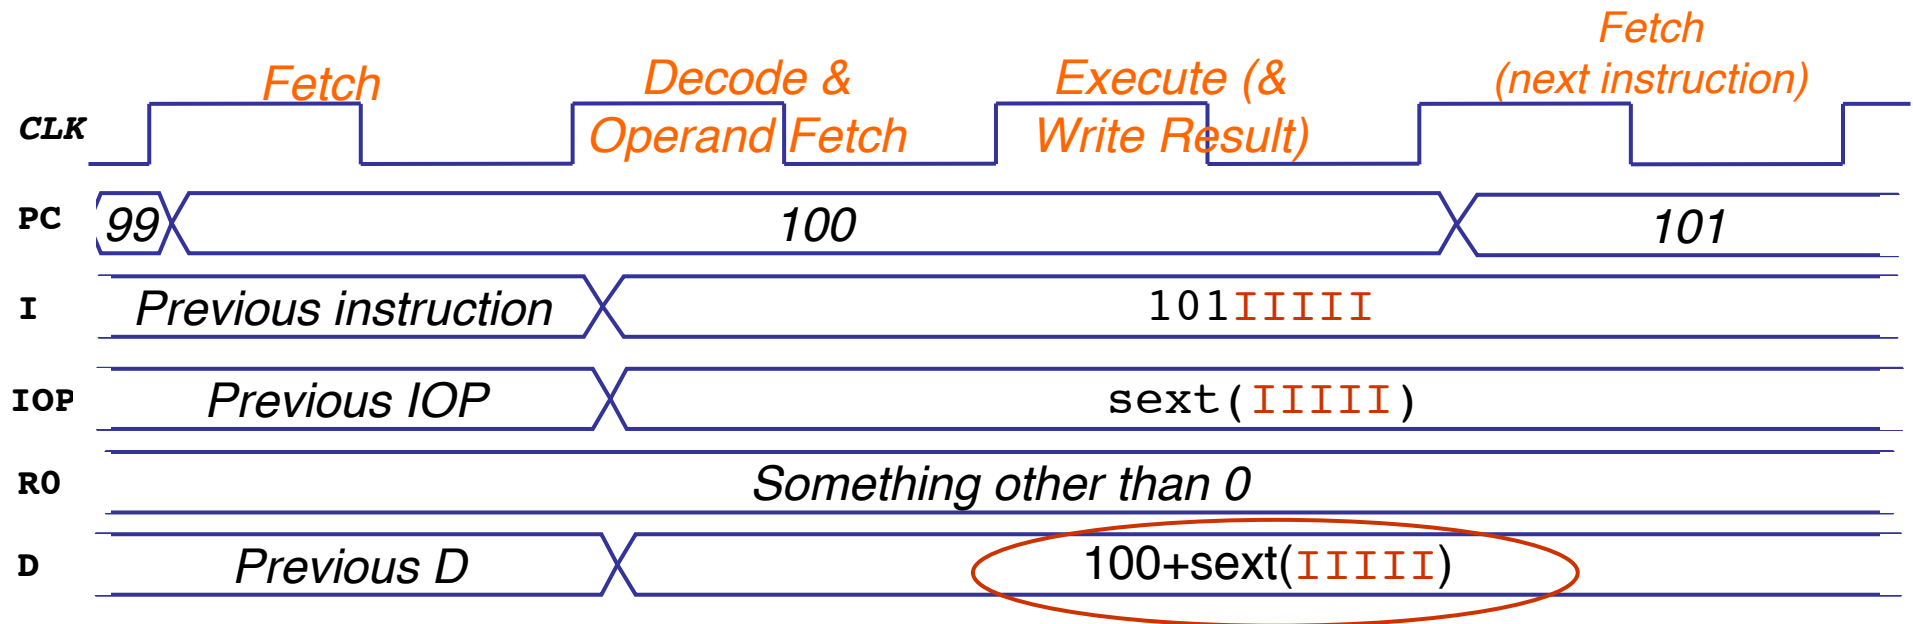 Fetch
(next instruction)
Fetch
Decode &
Operand Fetch
Execute (&
Write Result)
CLK
PC 99 100 101
I Previous instruction 101IIIII
IOP Previous IOP sext(IIIII)
R0 Something other than 0
D Previous D 100+sext(IIIII)